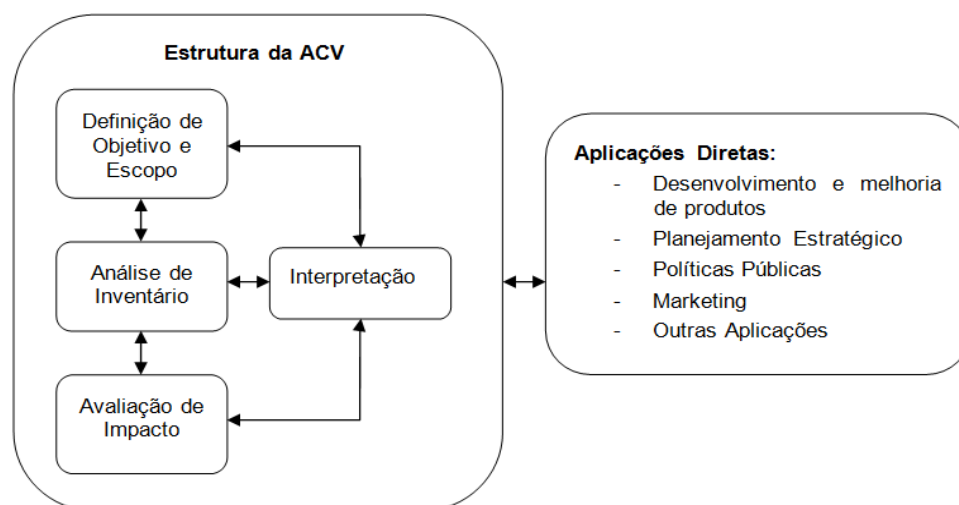 Estrutura da ACV
Definição de
Objetivo e
Escopo
Análise de
Inventário
Avaliação de
Impacto
Interpretação
Aplicações Diretas:
- Desenvolvimento e melhoria
de produtos
- Planejamento Estratégico
- Políticas Públicas
- Marketing
- Outras Aplicações